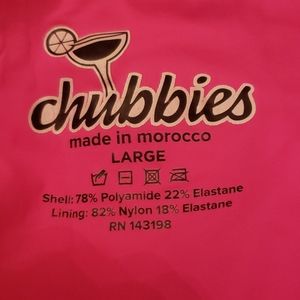 chubbies
made in morocco
LARGE
Shell: 78% Polyamide 22% Elastane
Lining: 82% Nylon 18% Elastane
RN 143198